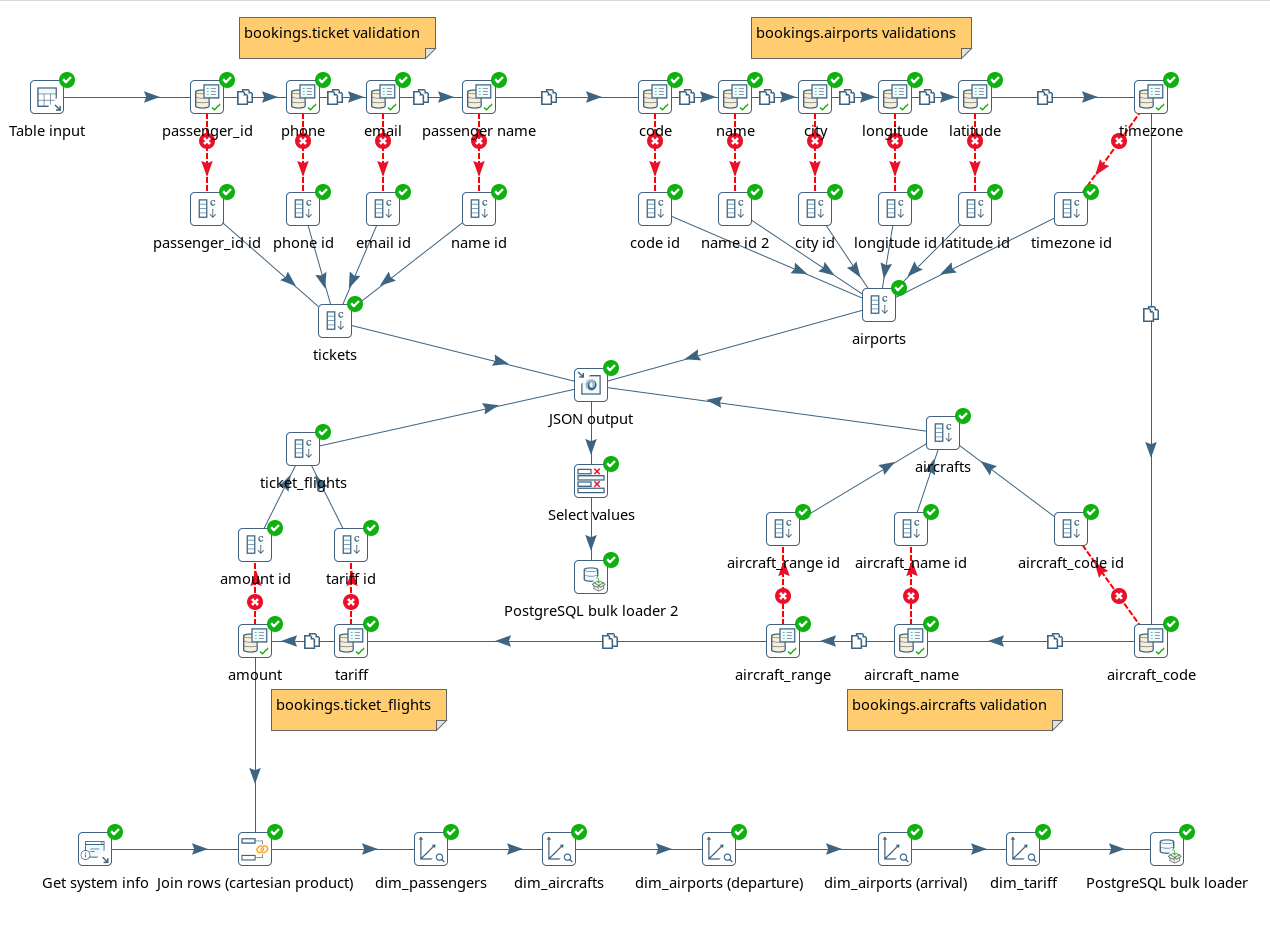 bookings.ticket validation
bookings.airports validations
Table input
passenger_id
phone
email
passenger name
code
name
city
longitude
latitude
timezone
passenger_id id
phone id
email id
name id
code id
name id 2
city id
longitude id
latitude id
timezone id
tickets
airports
JSON output
ticket_flights
aircrafts
Select values
amount id
tariff id
aircraft_range id
aircraft_name id
aircraft_code id
PostgreSQL bulk loader 2
amount
tariff
aircraft_range
aircraft_name
aircraft_code
bookings.ticket_flights
bookings.aircrafts validation
Get system info
Join rows (cartesian product)
dim_passengers
dim_aircrafts
dim_airports (departure)
dim_airports (arrival)
dim_tariff
PostgreSQL bulk loader